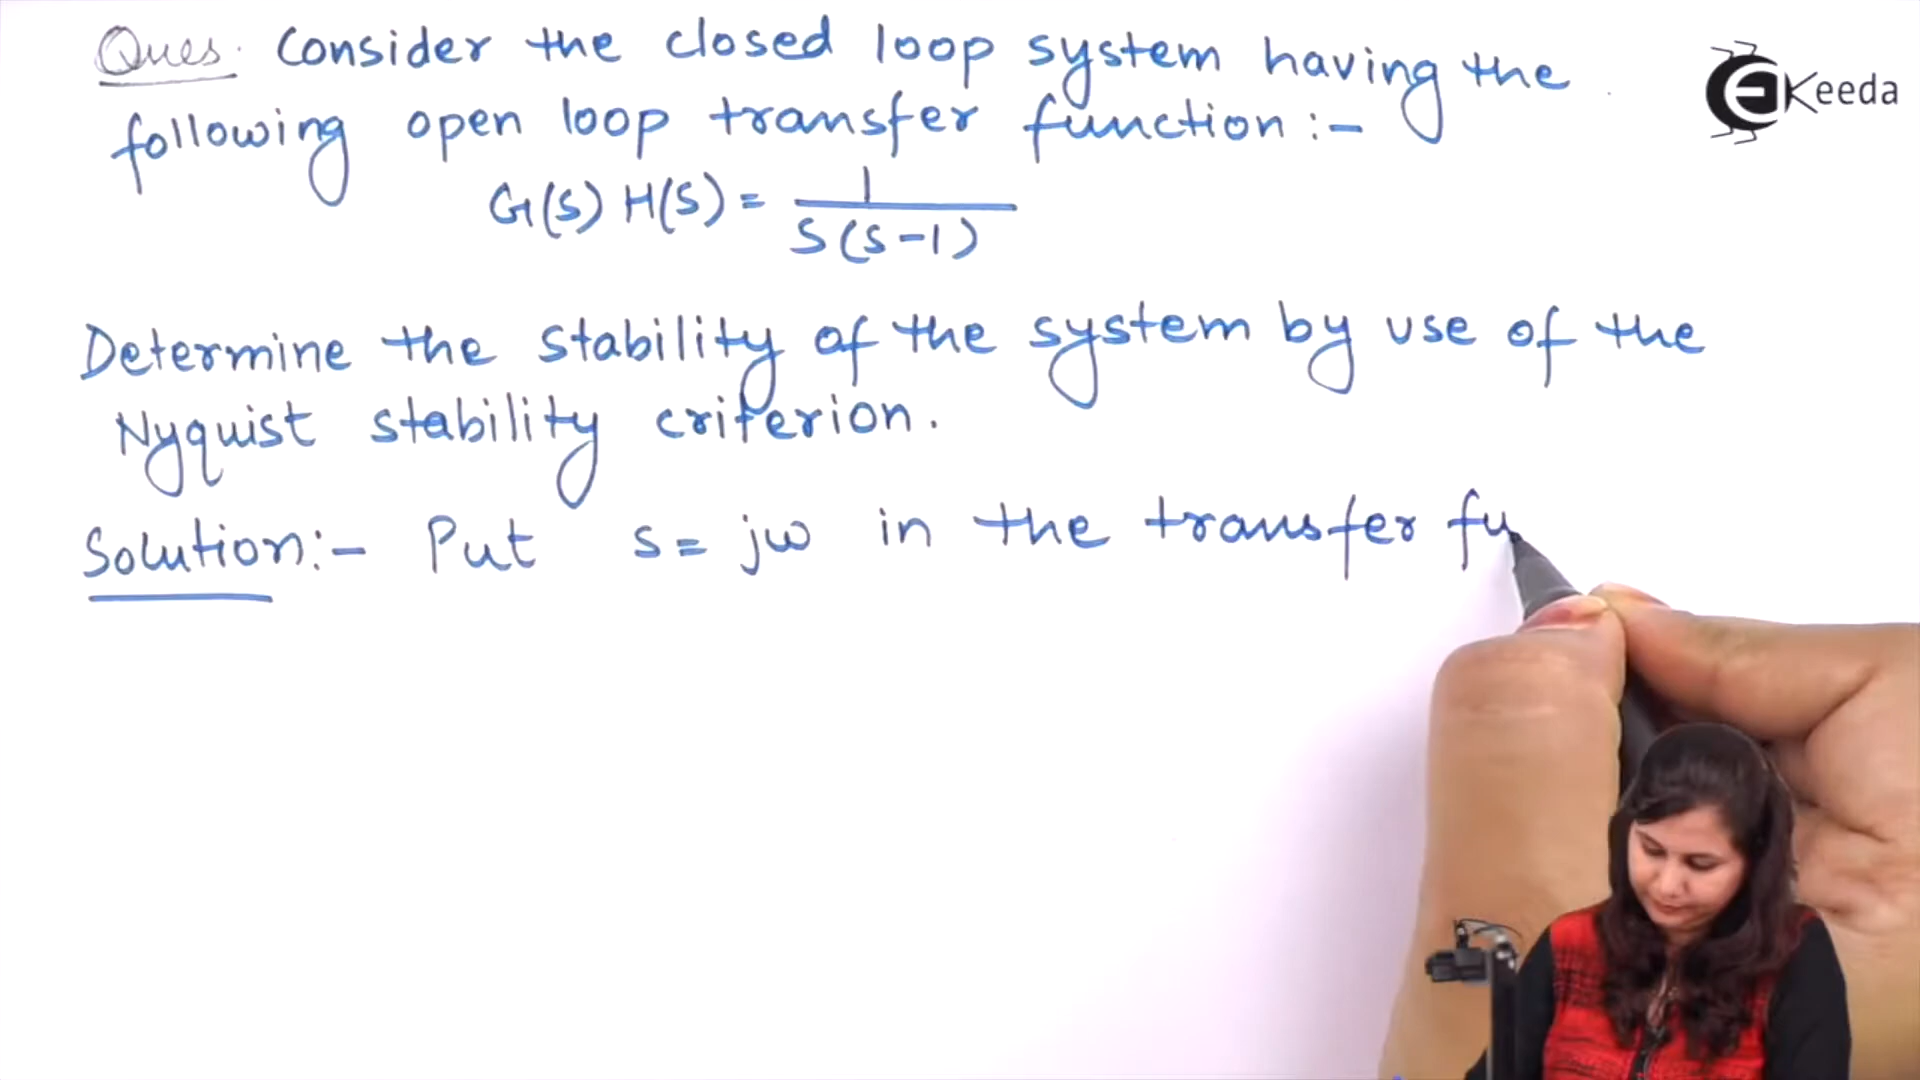 Ques. Consider the closed loop system having the
following open loop transfer function :-
G(s) H(s) = 1 / s(s-1)
Determine the stability of the system by use of the
Nyquist stability criterion.
Solution:- Put s = jω in the transfer fu
EKeeda